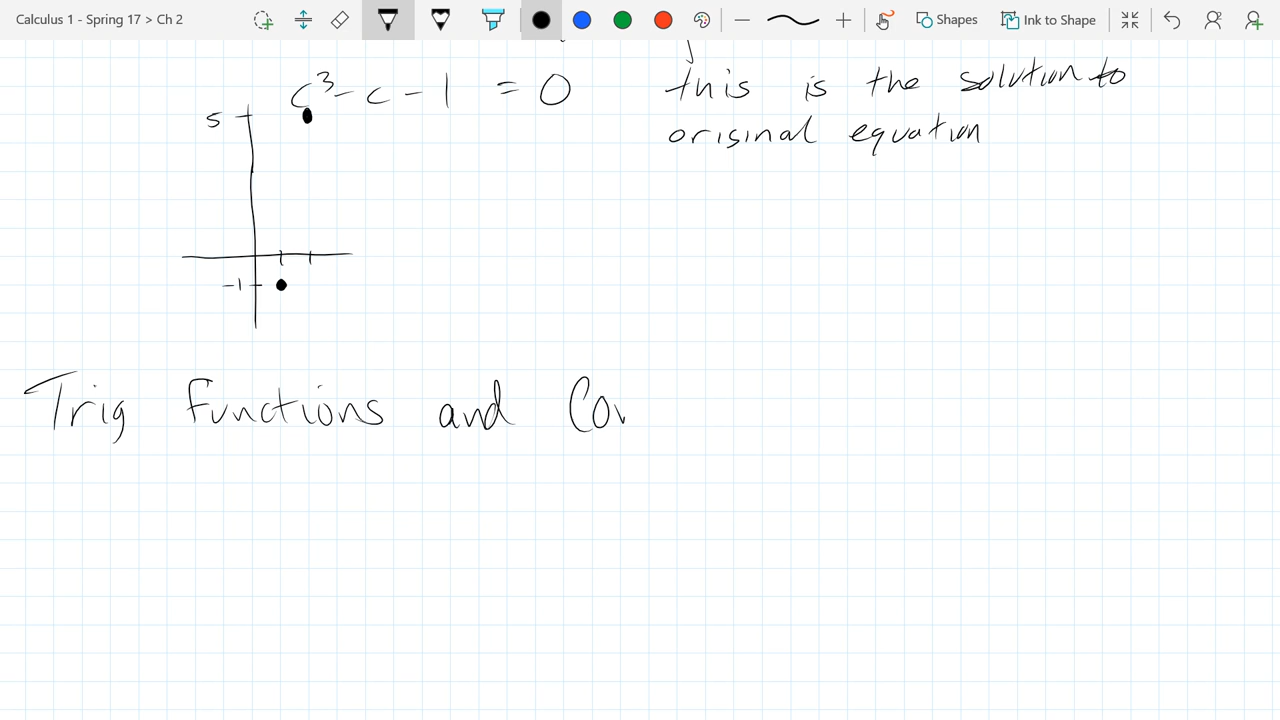 Calculus 1 - Spring 17 > Ch 2
Shapes
Ink to Shape
c³ - c - 1 = 0
this is the solution to
original equation
5
-1
Trig Functions and Con